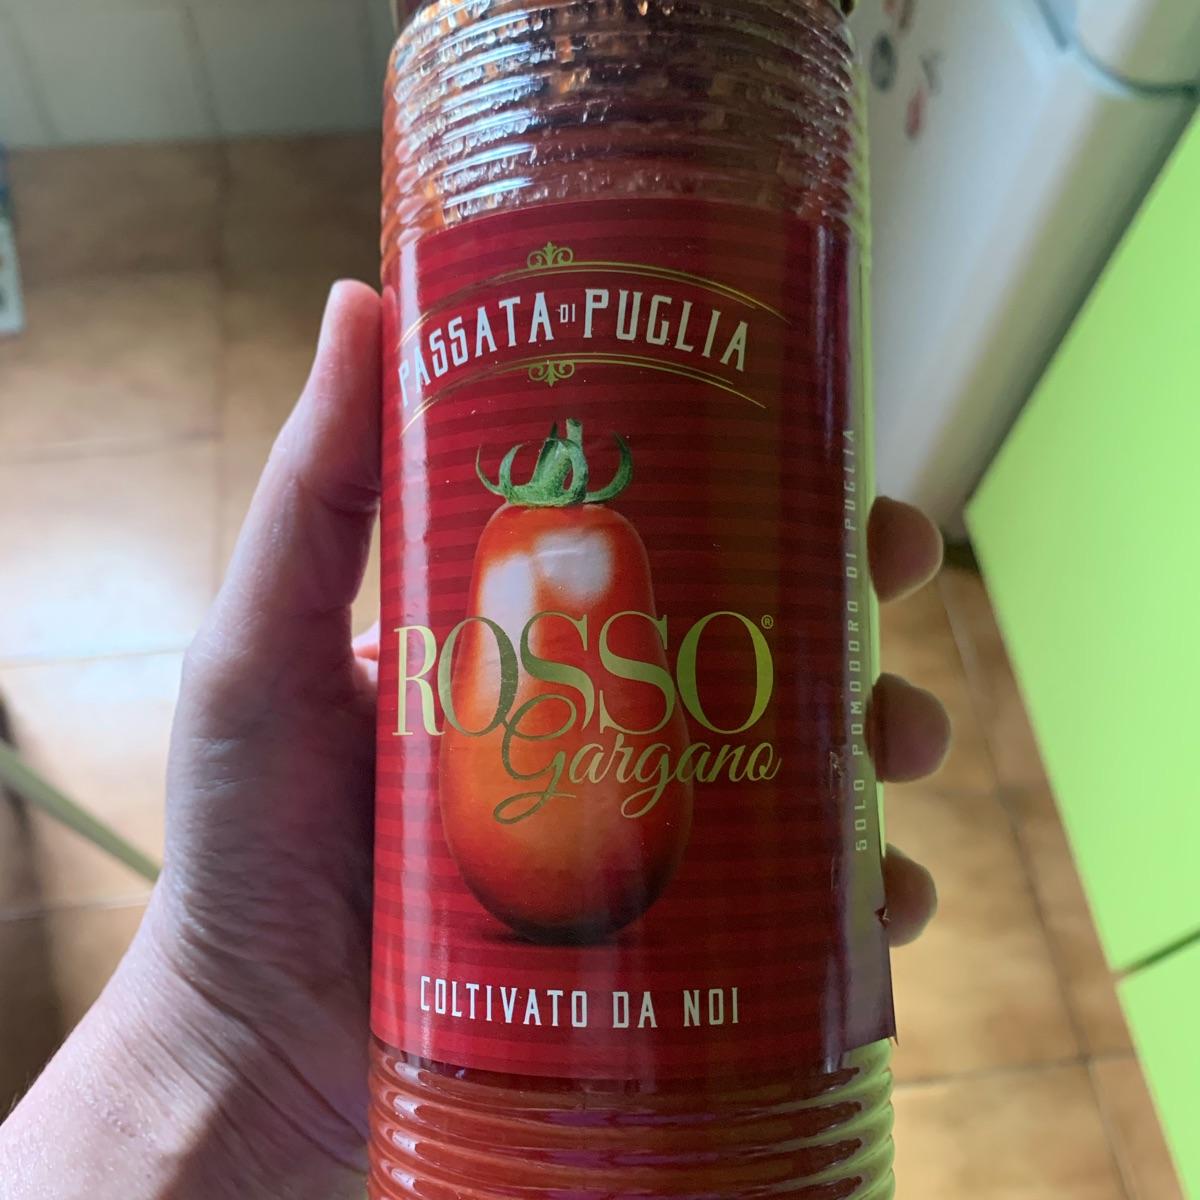 PASSATA DI PUGLIA
ROSSO®
Gargano
COLTIVATO DA NOI
SOLO POMODORO DI PUGLIA